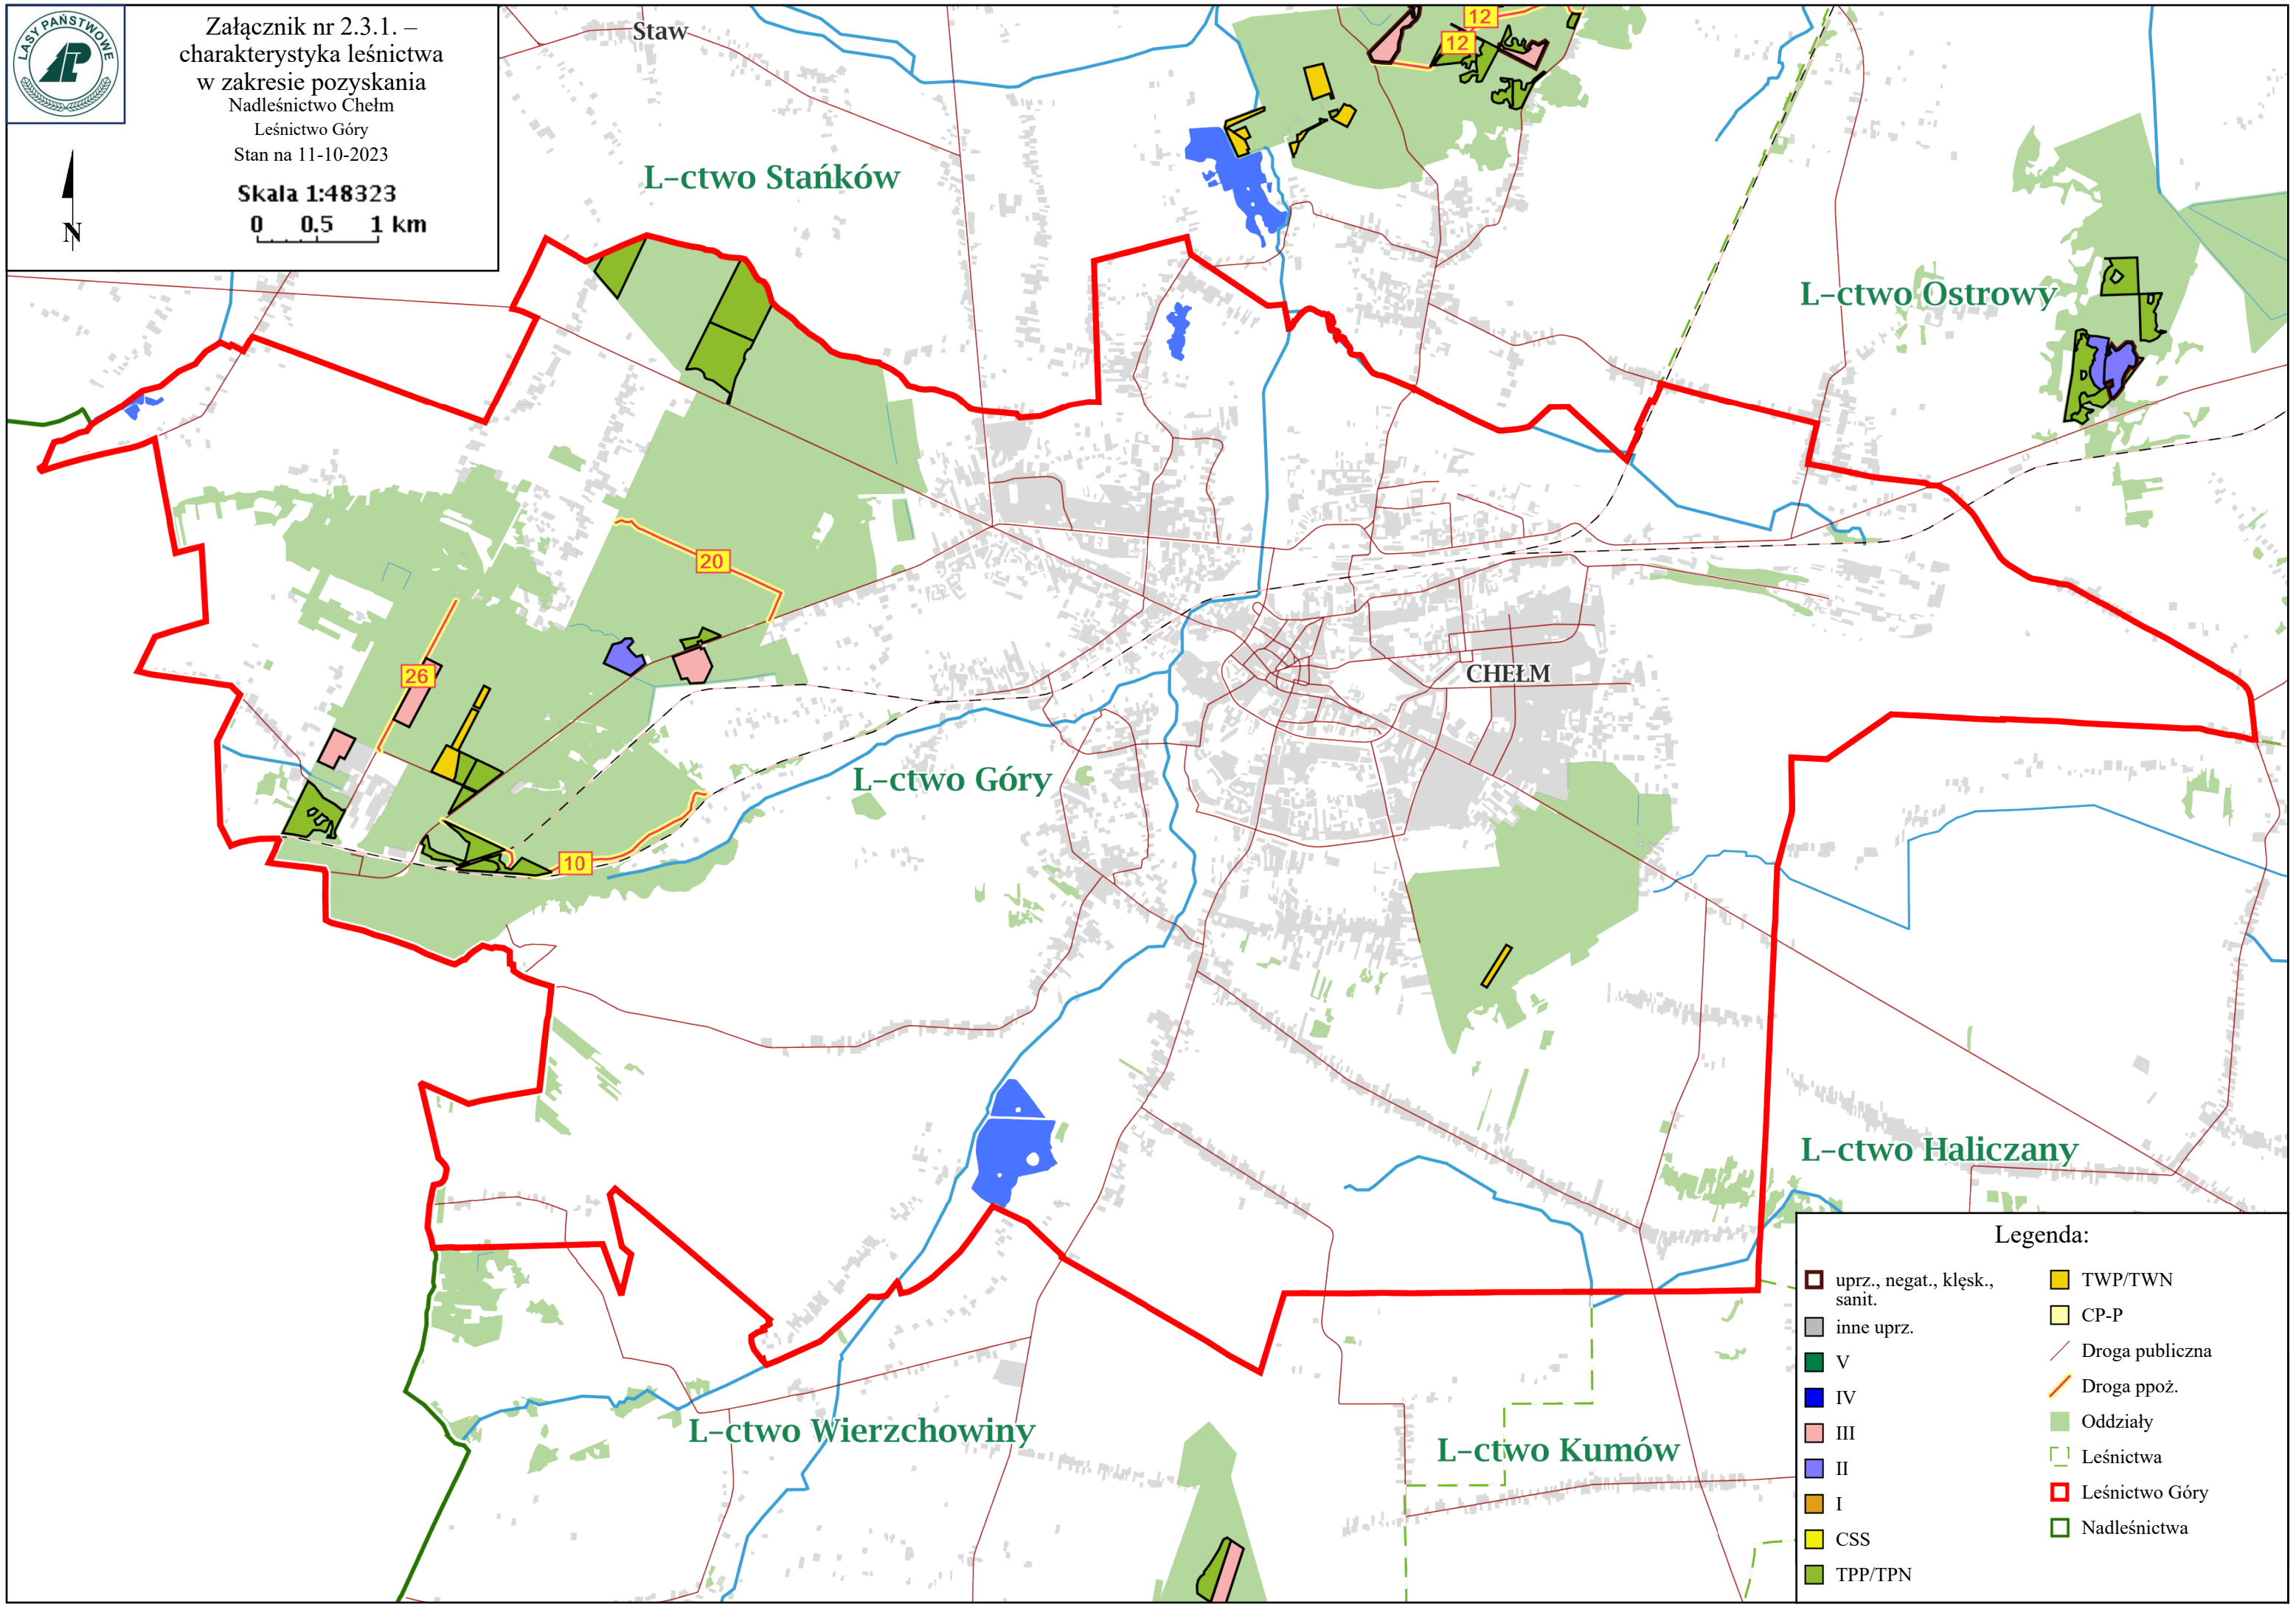 LASY PAŃSTWOWE
Załącznik nr 2.3.1. –
charakterystyka leśnictwa
w zakresie pozyskania
Nadleśnictwo Chełm
Leśnictwo Góry
Stan na 11-10-2023
Skala 1:48323
0 0.5 1 km
N
Staw
12
12
L-ctwo Stańków
L-ctwo Ostrowy
20
26
CHEŁM
L-ctwo Góry
10
L-ctwo Haliczany
L-ctwo Wierzchowiny
L-ctwo Kumów
Legenda:
uprz., negat., klęsk.,
sanit.
inne uprz.
V
IV
III
II
I
CSS
TPP/TPN
TWP/TWN
CP-P
Droga publiczna
Droga ppoż.
Oddziały
Leśnictwa
Leśnictwo Góry
Nadleśnictwa